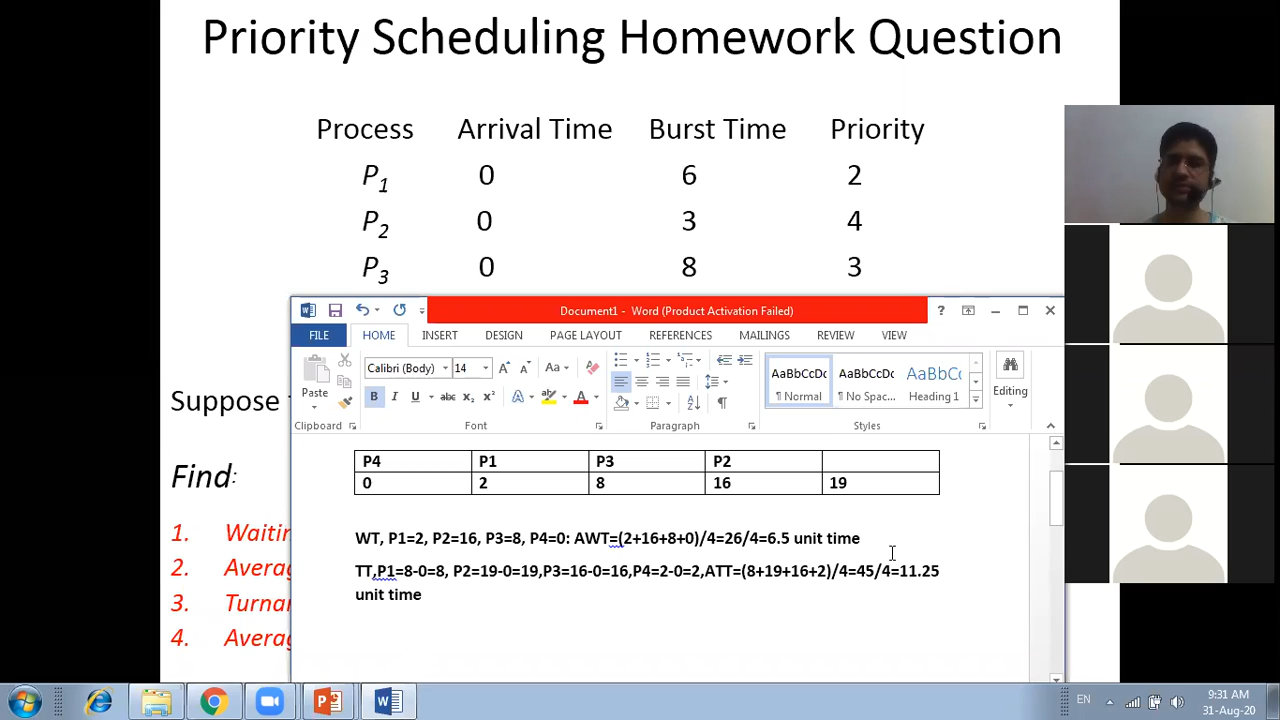 Priority Scheduling Homework Question
Process Arrival Time Burst Time Priority
P1 0 6 2
P2 0 3 4
P3 0 8 3
Document1 - Word (Product Activation Failed)
FILE HOME INSERT DESIGN PAGE LAYOUT REFERENCES MAILINGS REVIEW VIEW
Calibri (Body) 14 Aa
Paste
B I U abc x2 x2 A A
AaBbCcDc AaBbCcDc AaBbCc
¶ Normal ¶ No Spac... Heading 1
Editing
Clipboard Font Paragraph Styles
Suppose
P4 P1 P3 P2
0 2 8 16 19
Find:
WT, P1=2, P2=16, P3=8, P4=0: AWT=(2+16+8+0)/4=26/4=6.5 unit time
TT,P1=8-0=8, P2=19-0=19,P3=16-0=16,P4=2-0=2,ATT=(8+19+16+2)/4=45/4=11.25
unit time
1.
2.
3.
4.
EN 9:31 AM
31-Aug-20